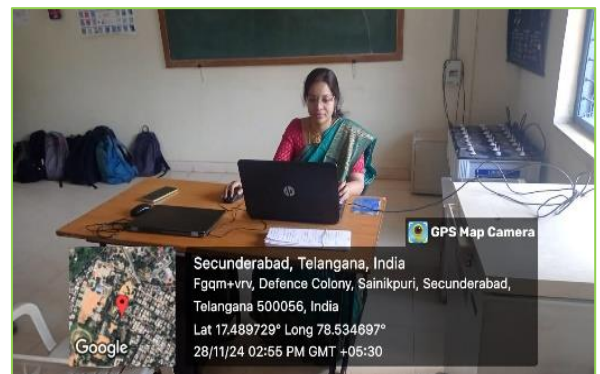 hp
GPS Map Camera
Secunderabad, Telangana, India
Fgqm+vrv, Defence Colony, Sainikpuri, Secunderabad,
Telangana 500056, India
Lat 17.489729° Long 78.534697°
28/11/24 02:55 PM GMT +05:30
Google